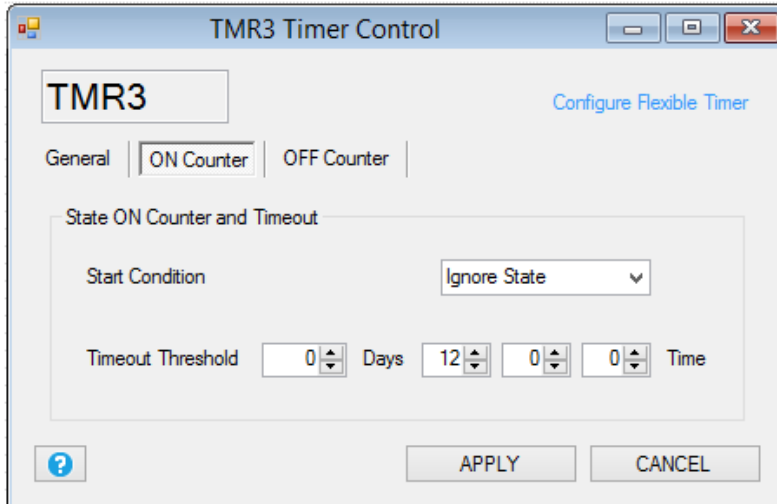 TMR3 Timer Control
TMR3
Configure Flexible Timer
General ON Counter OFF Counter
State ON Counter and Timeout
Start Condition Ignore State
Timeout Threshold 0 Days 12 0 0 Time
? APPLY CANCEL